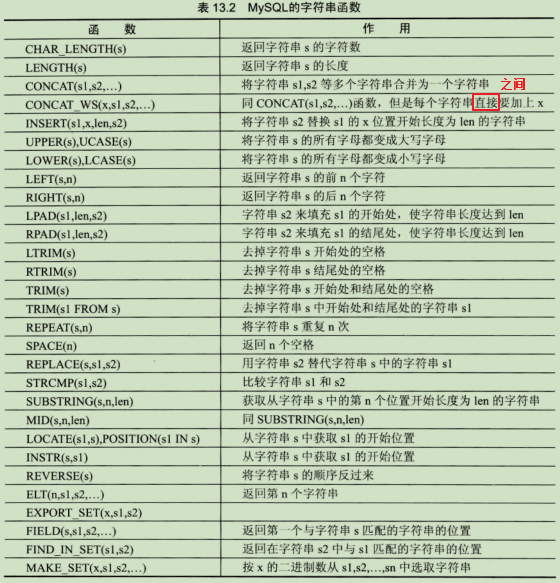 表 13.2 MySQL的字符串函数
函 数 作 用
CHAR_LENGTH(s) 返回字符串 s 的字符数
LENGTH(s) 返回字符串 s 的长度
CONCAT(s1,s2,…) 将字符串 s1,s2 等多个字符串合并为一个字符串 之间
CONCAT_WS(x,s1,s2,…) 同 CONCAT(s1,s2,…)函数，但是每个字符串直接要加上 x
INSERT(s1,x,len,s2) 将字符串 s2 替换 s1 的 x 位置开始长度为 len 的字符串
UPPER(s),UCASE(s) 将字符串 s 的所有字母都变成大写字母
LOWER(s),LCASE(s) 将字符串 s 的所有字母都变成小写字母
LEFT(s,n) 返回字符串 s 的前 n 个字符
RIGHT(s,n) 返回字符串 s 的后 n 个字符
LPAD(s1,len,s2) 字符串 s2 来填充 s1 的开始处，使字符串长度达到 len
RPAD(s1,len,s2) 字符串 s2 来填充 s1 的结尾处，使字符串长度达到 len
LTRIM(s) 去掉字符串 s 开始处的空格
RTRIM(s) 去掉字符串 s 结尾处的空格
TRIM(s) 去掉字符串 s 开始处和结尾处的空格
TRIM(s1 FROM s) 去掉字符串 s 中开始处和结尾处的字符串 s1
REPEAT(s,n) 将字符串 s 重复 n 次
SPACE(n) 返回 n 个空格
REPLACE(s,s1,s2) 用字符串 s2 替代字符串 s 中的字符串 s1
STRCMP(s1,s2) 比较字符串 s1 和 s2
SUBSTRING(s,n,len) 获取从字符串 s 中的第 n 个位置开始长度为 len 的字符串
MID(s,n,len) 同 SUBSTRING(s,n,len)
LOCATE(s1,s),POSITION(s1 IN s) 从字符串 s 中获取 s1 的开始位置
INSTR(s,s1) 从字符串 s 中获取 s1 的开始位置
REVERSE(s) 将字符串 s 的顺序反过来
ELT(n,s1,s2,…) 返回第 n 个字符串
EXPORT_SET(x,s1,s2)
FIELD(s,s1,s2,…) 返回第一个与字符串 s 匹配的字符串的位置
FIND_IN_SET(s1,s2) 返回在字符串 s2 中与 s1 匹配的字符串的位置
MAKE_SET(x,s1,s2,…) 按 x 的二进制数从 s1,s2,…,sn 中选取字符串